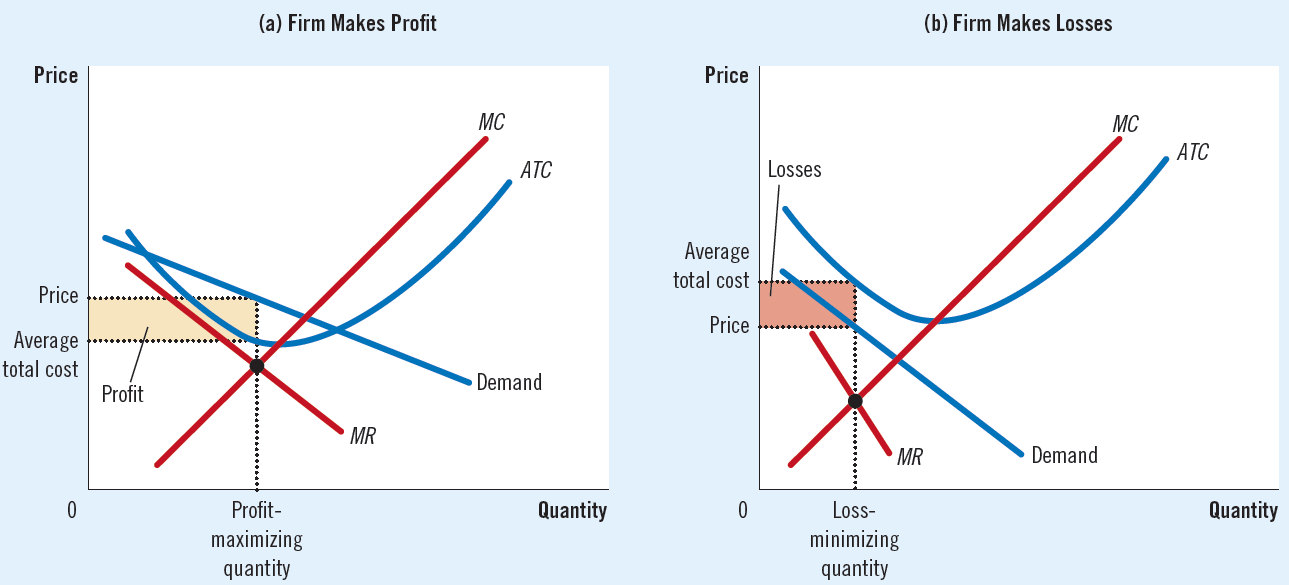 (a) Firm Makes Profit
Price
MC
ATC
Price
Average
total cost
Profit
Demand
MR
0
Profit-
maximizing
quantity
Quantity
(b) Firm Makes Losses
Price
MC
ATC
Losses
Average
total cost
Price
MR
Demand
0
Loss-
minimizing
quantity
Quantity